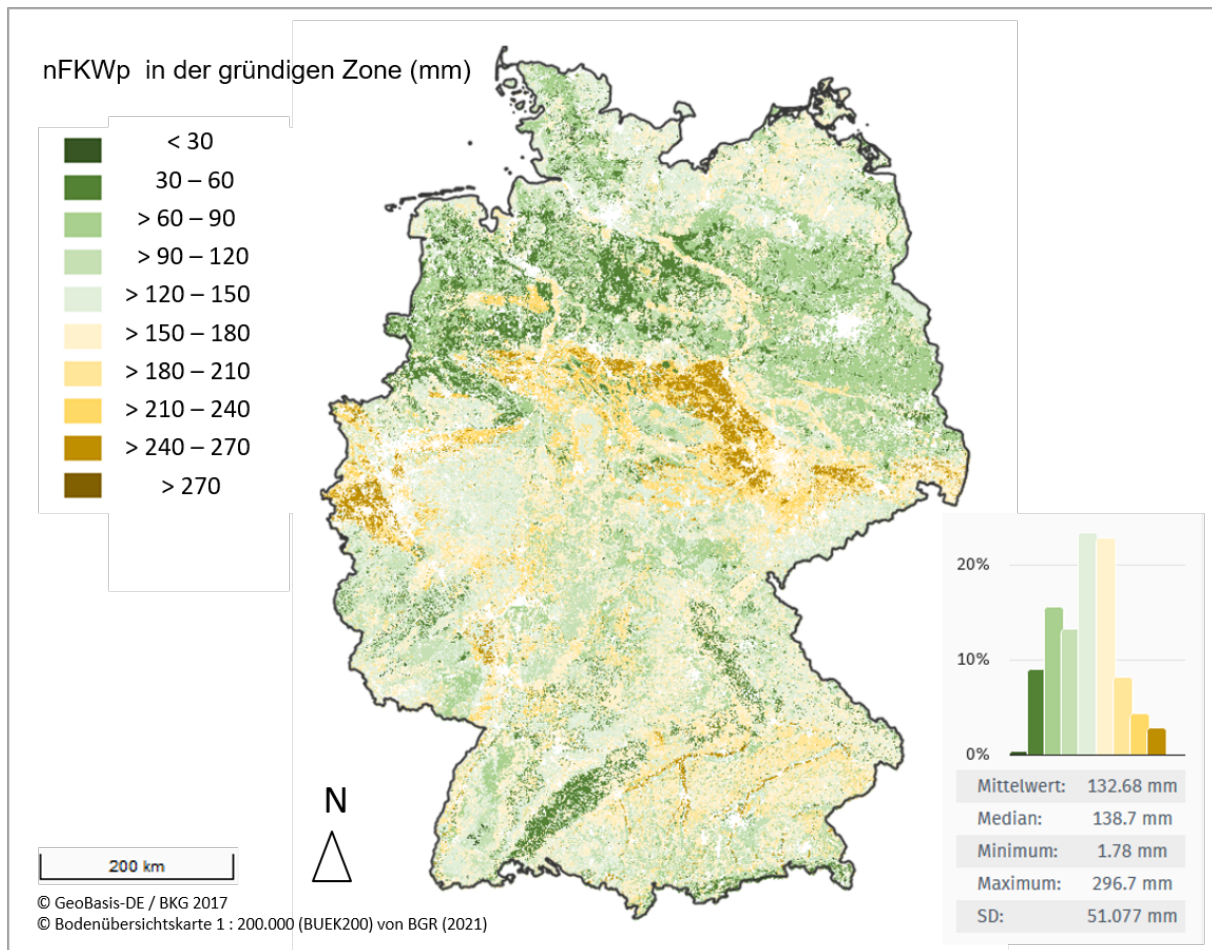 nFKWp in der gründigen Zone (mm)
< 30
30 – 60
> 60 – 90
> 90 – 120
> 120 – 150
> 150 – 180
> 180 – 210
> 210 – 240
> 240 – 270
> 270
20%
10%
0%
Mittelwert: 132.68 mm
Median: 138.7 mm
Minimum: 1.78 mm
Maximum: 296.7 mm
SD: 51.077 mm
N
200 km
© GeoBasis-DE / BKG 2017
© Bodenübersichtskarte 1 : 200.000 (BUEK200) von BGR (2021)